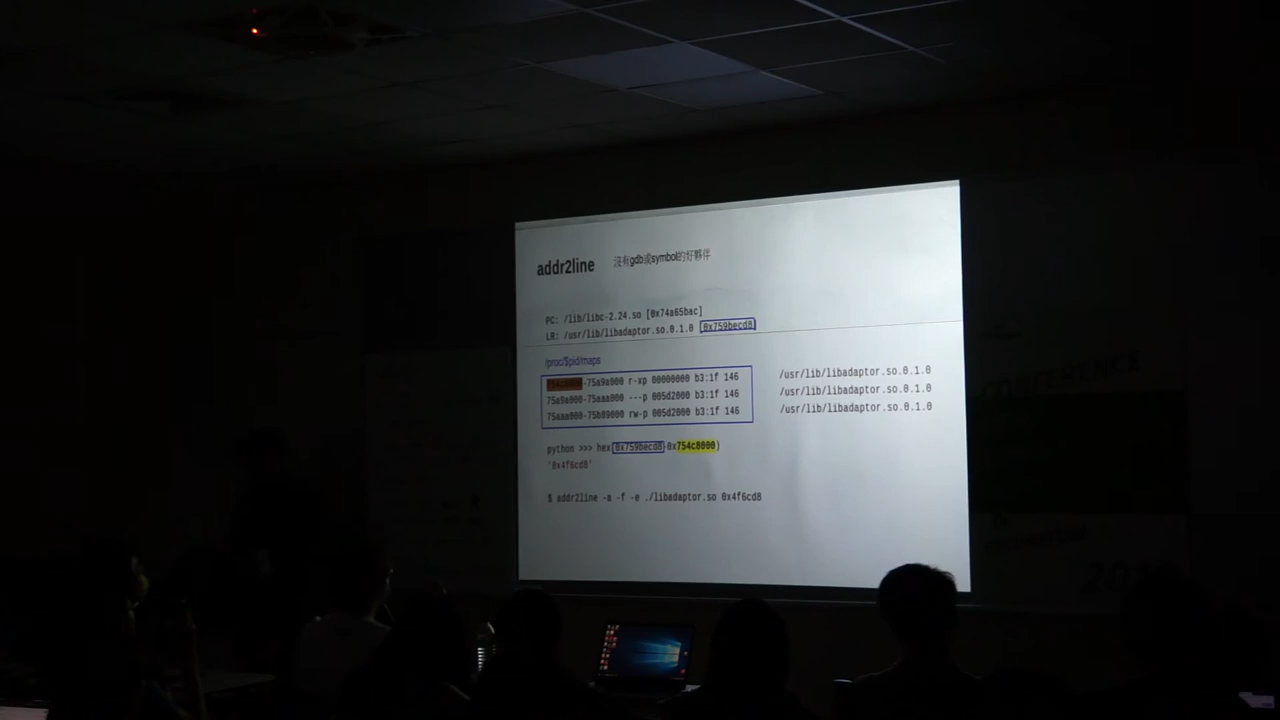 addr2line 沒有gdb或symbol的好夥伴
PC: /lib/libc-2.24.so [0x74a65bac]
LR: /usr/lib/libadaptor.so.0.1.0 [0x759becd8]
/proc/$pid/maps
754c8000-75a9a000 r-xp 00000000 b3:1f 146 /usr/lib/libadaptor.so.0.1.0
75a9a000-75aaa000 ---p 005d2000 b3:1f 146 /usr/lib/libadaptor.so.0.1.0
75aaa000-75b09000 rw-p 005d2000 b3:1f 146 /usr/lib/libadaptor.so.0.1.0
python >>> hex(0x759becd8-0x754c8000)
'0x4f6cd8'
$ addr2line -a -f -e ./libadaptor.so 0x4f6cd8
CONFERENCE